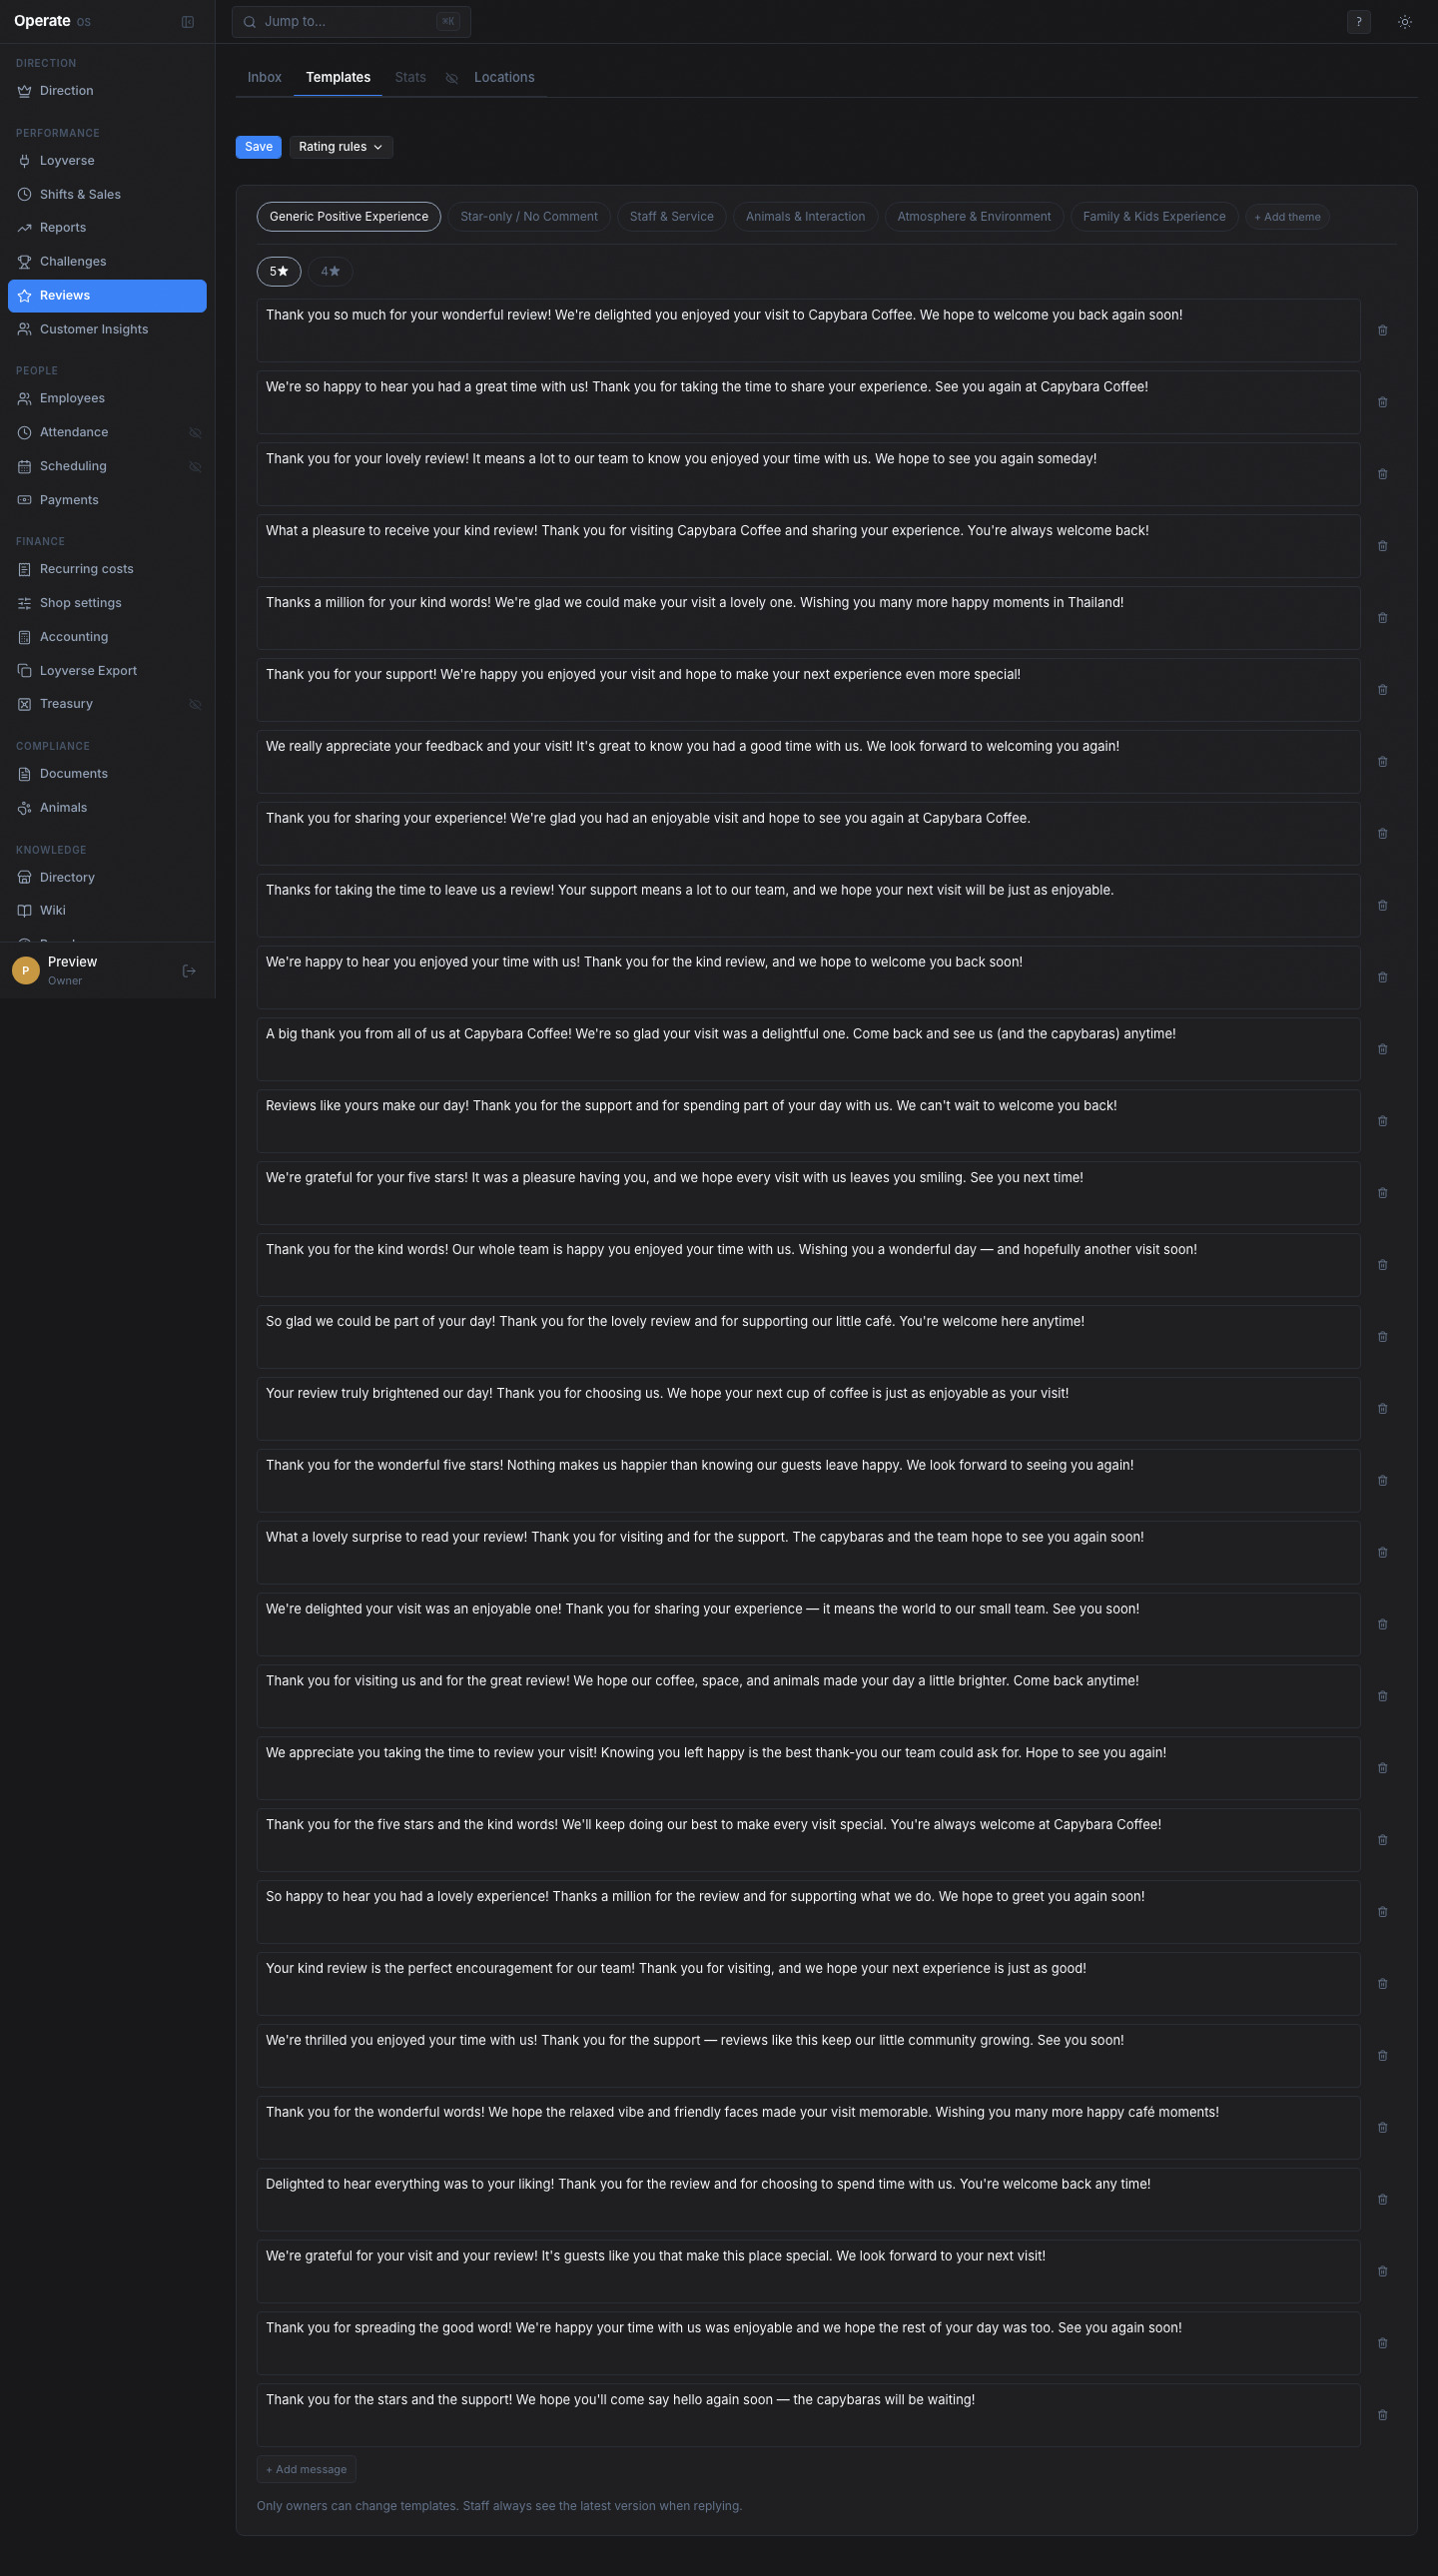 Operate OS
Jump to...
⌘K
?
DIRECTION
Direction
PERFORMANCE
Loyverse
Shifts & Sales
Reports
Challenges
Reviews
Customer Insights
PEOPLE
Employees
Attendance
Scheduling
Payments
FINANCE
Recurring costs
Shop settings
Accounting
Loyverse Export
Treasury
COMPLIANCE
Documents
Animals
KNOWLEDGE
Directory
Wiki
P
Preview
Owner
Inbox
Templates
Stats
Locations
Save
Rating rules
Generic Positive Experience
Star-only / No Comment
Staff & Service
Animals & Interaction
Atmosphere & Environment
Family & Kids Experience
+ Add theme
5★
4★
Thank you so much for your wonderful review! We're delighted you enjoyed your visit to Capybara Coffee. We hope to welcome you back again soon!
We're so happy to hear you had a great time with us! Thank you for taking the time to share your experience. See you again at Capybara Coffee!
Thank you for your lovely review! It means a lot to our team to know you enjoyed your time with us. We hope to see you again someday!
What a pleasure to receive your kind review! Thank you for visiting Capybara Coffee and sharing your experience. You're always welcome back!
Thanks a million for your kind words! We're glad we could make your visit a lovely one. Wishing you many more happy moments in Thailand!
Thank you for your support! We're happy you enjoyed your visit and hope to make your next experience even more special!
We really appreciate your feedback and your visit! It's great to know you had a good time with us. We look forward to welcoming you again!
Thank you for sharing your experience! We're glad you had an enjoyable visit and hope to see you again at Capybara Coffee.
Thanks for taking the time to leave us a review! Your support means a lot to our team, and we hope your next visit will be just as enjoyable.
We're happy to hear you enjoyed your time with us! Thank you for the kind review, and we hope to welcome you back soon!
A big thank you from all of us at Capybara Coffee! We're so glad your visit was a delightful one. Come back and see us (and the capybaras) anytime!
Reviews like yours make our day! Thank you for the support and for spending part of your day with us. We can't wait to welcome you back!
We're grateful for your five stars! It was a pleasure having you, and we hope every visit with us leaves you smiling. See you next time!
Thank you for the kind words! Our whole team is happy you enjoyed your time with us. Wishing you a wonderful day — and hopefully another visit soon!
So glad we could be part of your day! Thank you for the lovely review and for supporting our little café. You're welcome here anytime!
Your review truly brightened our day! Thank you for choosing us. We hope your next cup of coffee is just as enjoyable as your visit!
Thank you for the wonderful five stars! Nothing makes us happier than knowing our guests leave happy. We look forward to seeing you again!
What a lovely surprise to read your review! Thank you for visiting and for the support. The capybaras and the team hope to see you again soon!
We're delighted your visit was an enjoyable one! Thank you for sharing your experience — it means the world to our small team. See you soon!
Thank you for visiting us and for the great review! We hope our coffee, space, and animals made your day a little brighter. Come back anytime!
We appreciate you taking the time to review your visit! Knowing you left happy is the best thank-you our team could ask for. Hope to see you again!
Thank you for the five stars and the kind words! We'll keep doing our best to make every visit special. You're always welcome at Capybara Coffee!
So happy to hear you had a lovely experience! Thanks a million for the review and for supporting what we do. We hope to greet you again soon!
Your kind review is the perfect encouragement for our team! Thank you for visiting, and we hope your next experience is just as good!
We're thrilled you enjoyed your time with us! Thank you for the support — reviews like this keep our little community growing. See you soon!
Thank you for the wonderful words! We hope the relaxed vibe and friendly faces made your visit memorable. Wishing you many more happy café moments!
Delighted to hear everything was to your liking! Thank you for the review and for choosing to spend time with us. You're welcome back any time!
We're grateful for your visit and your review! It's guests like you that make this place special. We look forward to your next visit!
Thank you for spreading the good word! We're happy your time with us was enjoyable and we hope the rest of your day was too. See you again soon!
Thank you for the stars and the support! We hope you'll come say hello again soon — the capybaras will be waiting!
+ Add message
Only owners can change templates. Staff always see the latest version when replying.